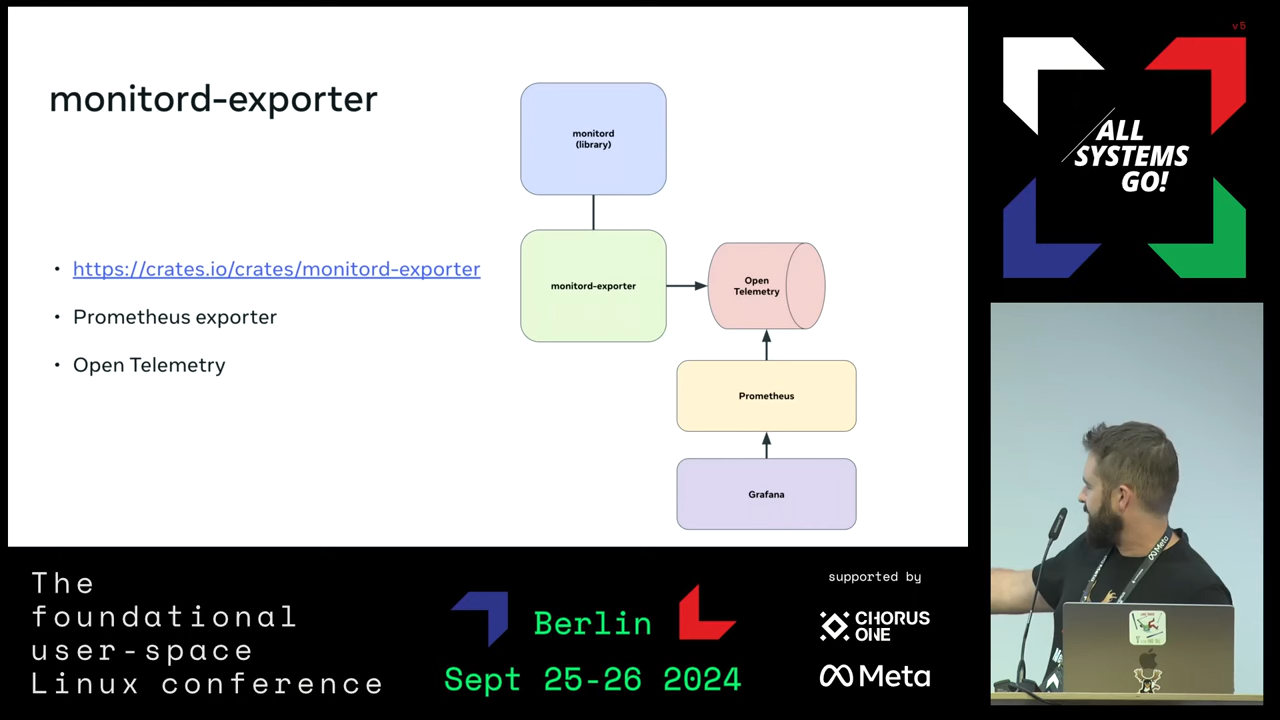 monitord-exporter
• https://crates.io/crates/monitord-exporter
• Prometheus exporter
• Open Telemetry
monitord
(library)
monitord-exporter
Open
Telemetry
Prometheus
Grafana
v5
ALL
SYSTEMS
GO!
Meta
The
foundational
user-space
Linux conference
Berlin
Sept 25-26 2024
supported by
CHORUS
ONE
Meta